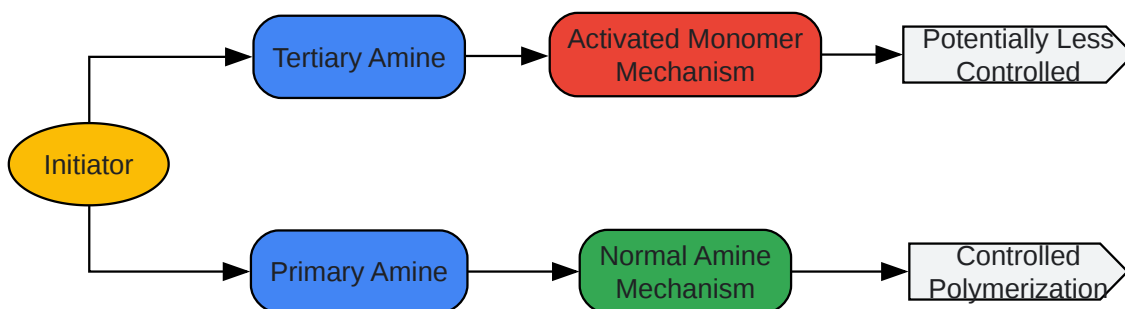 Tertiary Amine
Activated Monomer
Mechanism
Potentially Less
Controlled
Initiator
Primary Amine
Normal Amine
Mechanism
Controlled
Polymerization